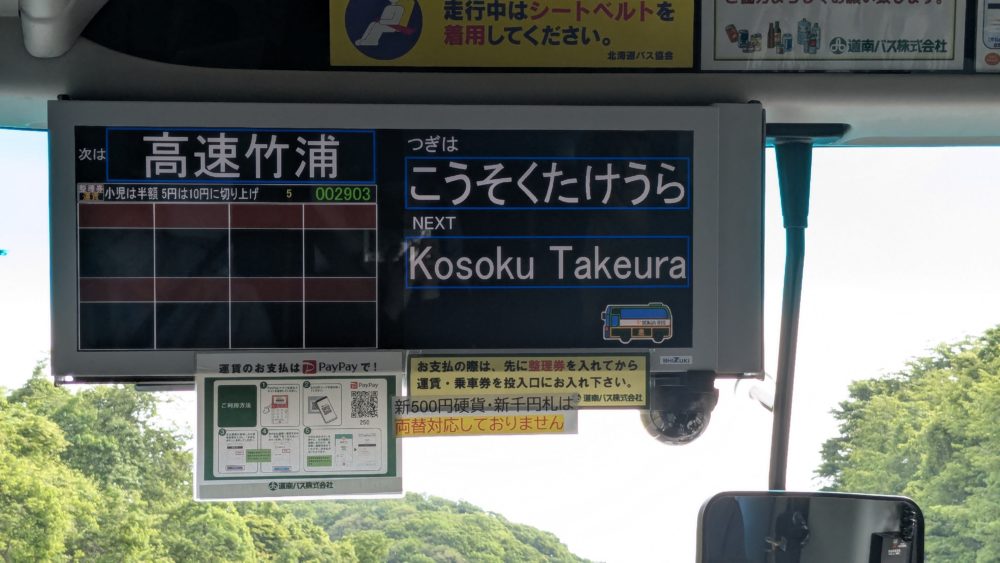 走行中はシートベルトを
着用してください。
北海道バス協会
道南バス株式会社
次は
高速竹浦
整理券
運賃
小児は半額 5円は10円に切り上げ
5
002903
つぎは
こうそくたけうら
NEXT
Kosoku Takeura
運賃のお支払は PayPay で!
ご利用方法
PayPay
250
道南バス株式会社
お支払の際は、先に整理券を入れてから
運賃・乗車券を投入口にお入れ下さい。
道南バス株式会社
新500円硬貨・新千円札は
両替対応しておりません